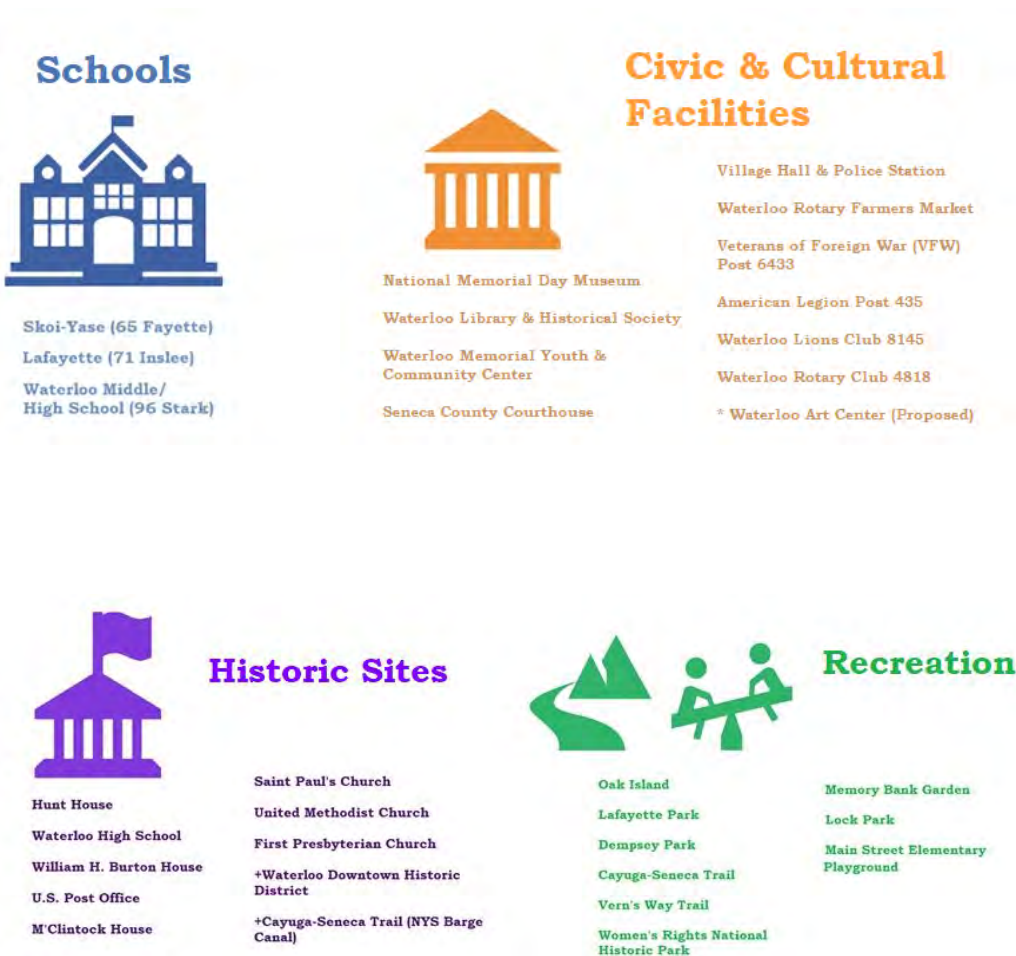 Schools
Skoi-Yase (65 Fayette)
Lafayette (71 Inslee)
Waterloo Middle/
High School (96 Stark)
Civic & Cultural
Facilities
National Memorial Day Museum
Waterloo Library & Historical Society
Waterloo Memorial Youth &
Community Center
Seneca County Courthouse
Village Hall & Police Station
Waterloo Rotary Farmers Market
Veterans of Foreign War (VFW)
Post 6433
American Legion Post 435
Waterloo Lions Club 8145
Waterloo Rotary Club 4818
* Waterloo Art Center (Proposed)
Historic Sites
Hunt House
Waterloo High School
William H. Burton House
U.S. Post Office
M'Clintock House
Saint Paul's Church
United Methodist Church
First Presbyterian Church
+Waterloo Downtown Historic
District
+Cayuga-Seneca Trail (NYS Barge
Canal)
Recreation
Oak Island
Lafayette Park
Dempsey Park
Cayuga-Seneca Trail
Vern's Way Trail
Women's Rights National
Historic Park
Memory Bank Garden
Lock Park
Main Street Elementary
Playground